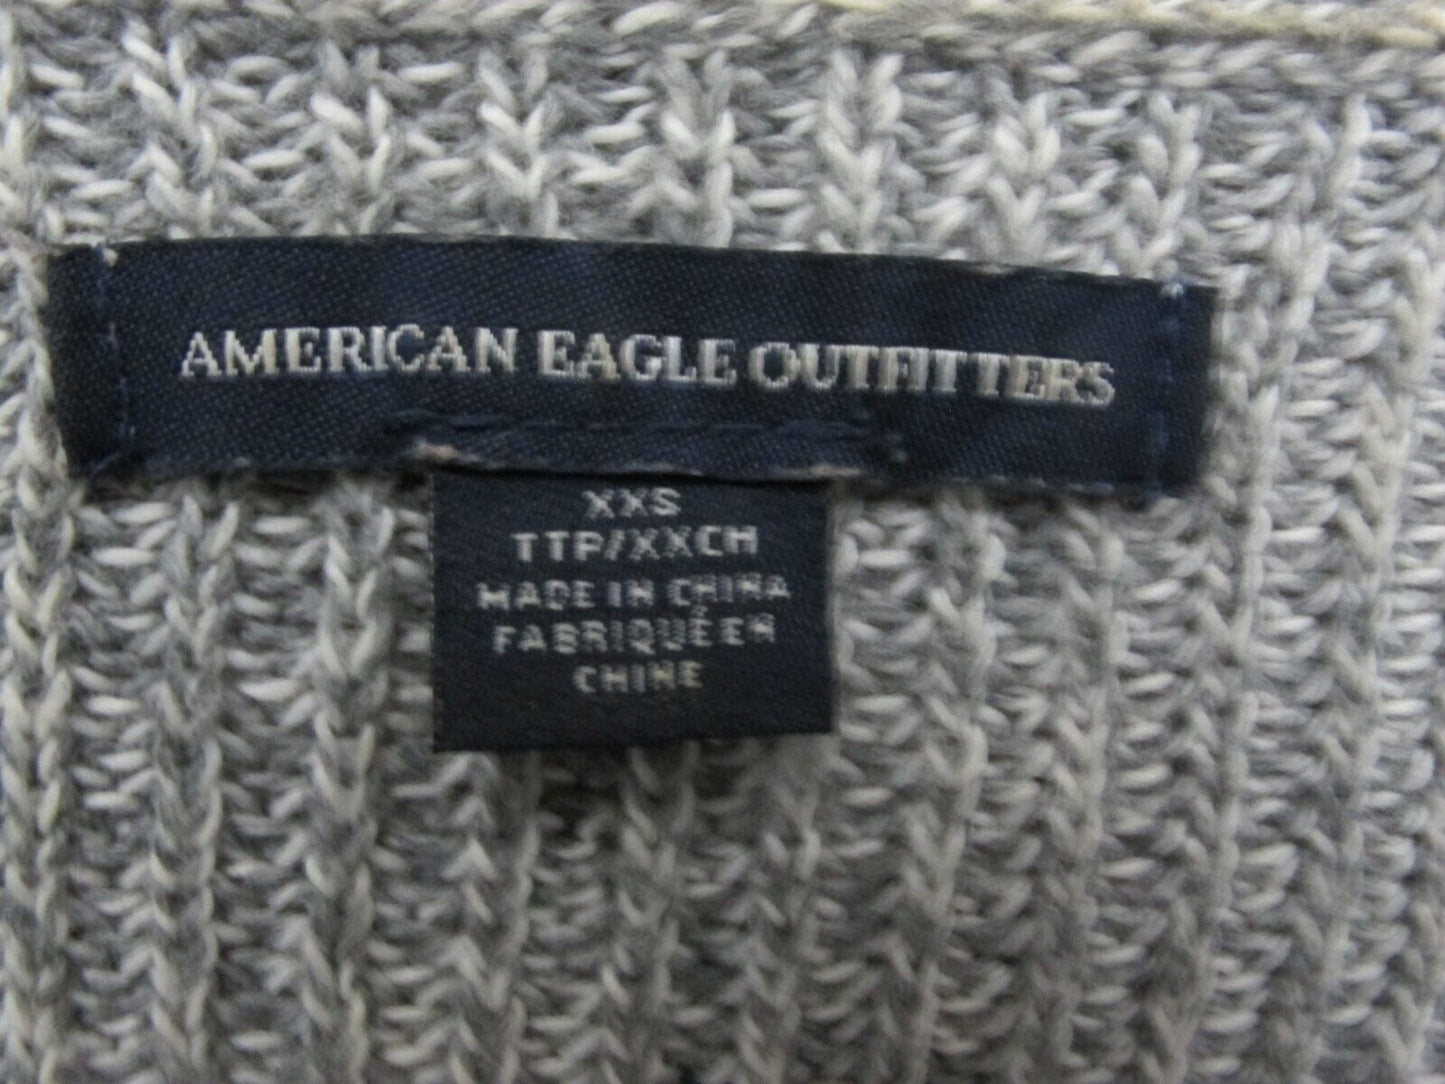 AMERICAN EAGLE OUTFITTERS
XXS
TTP/XXCH
MADE IN CHINA
FABRIQUÉ EN
CHINE